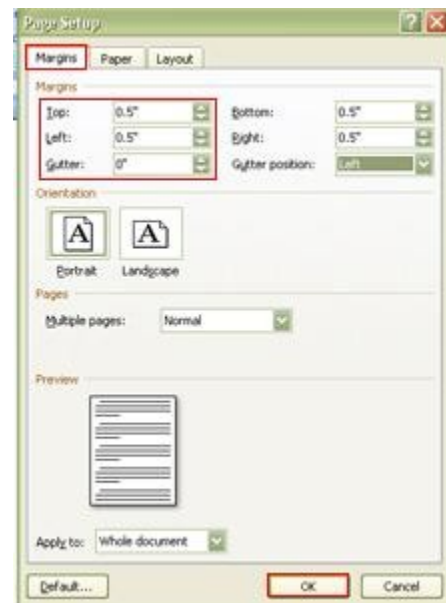 Page Setup
Margins Paper Layout
Margins
Top: 0.5" Bottom: 0.5"
Left: 0.5" Right: 0.5"
Gutter: 0" Gutter position: Left
Orientation
A A
Portrait Landscape
Pages
Multiple pages: Normal
Preview
Apply to: Whole document
Default... OK Cancel